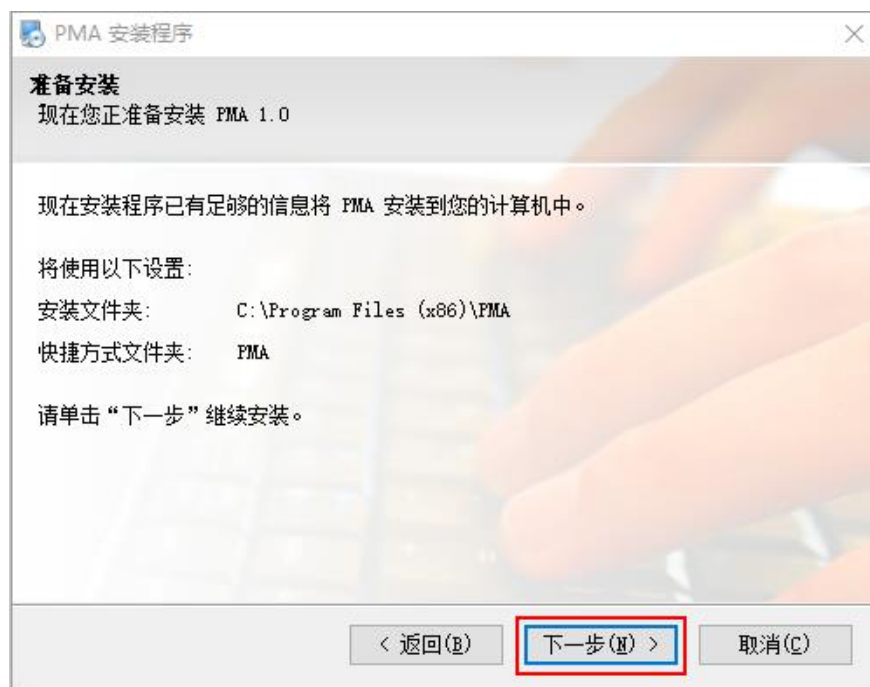 PMA 安装程序
准备安装
现在您正准备安装 PMA 1.0
现在安装程序已有足够的信息将 PMA 安装到您的计算机中。
将使用以下设置:
安装文件夹: C:\Program Files (x86)\PMA
快捷方式文件夹: PMA
请单击“下一步”继续安装。
< 返回(B) 下一步(N) > 取消(C)